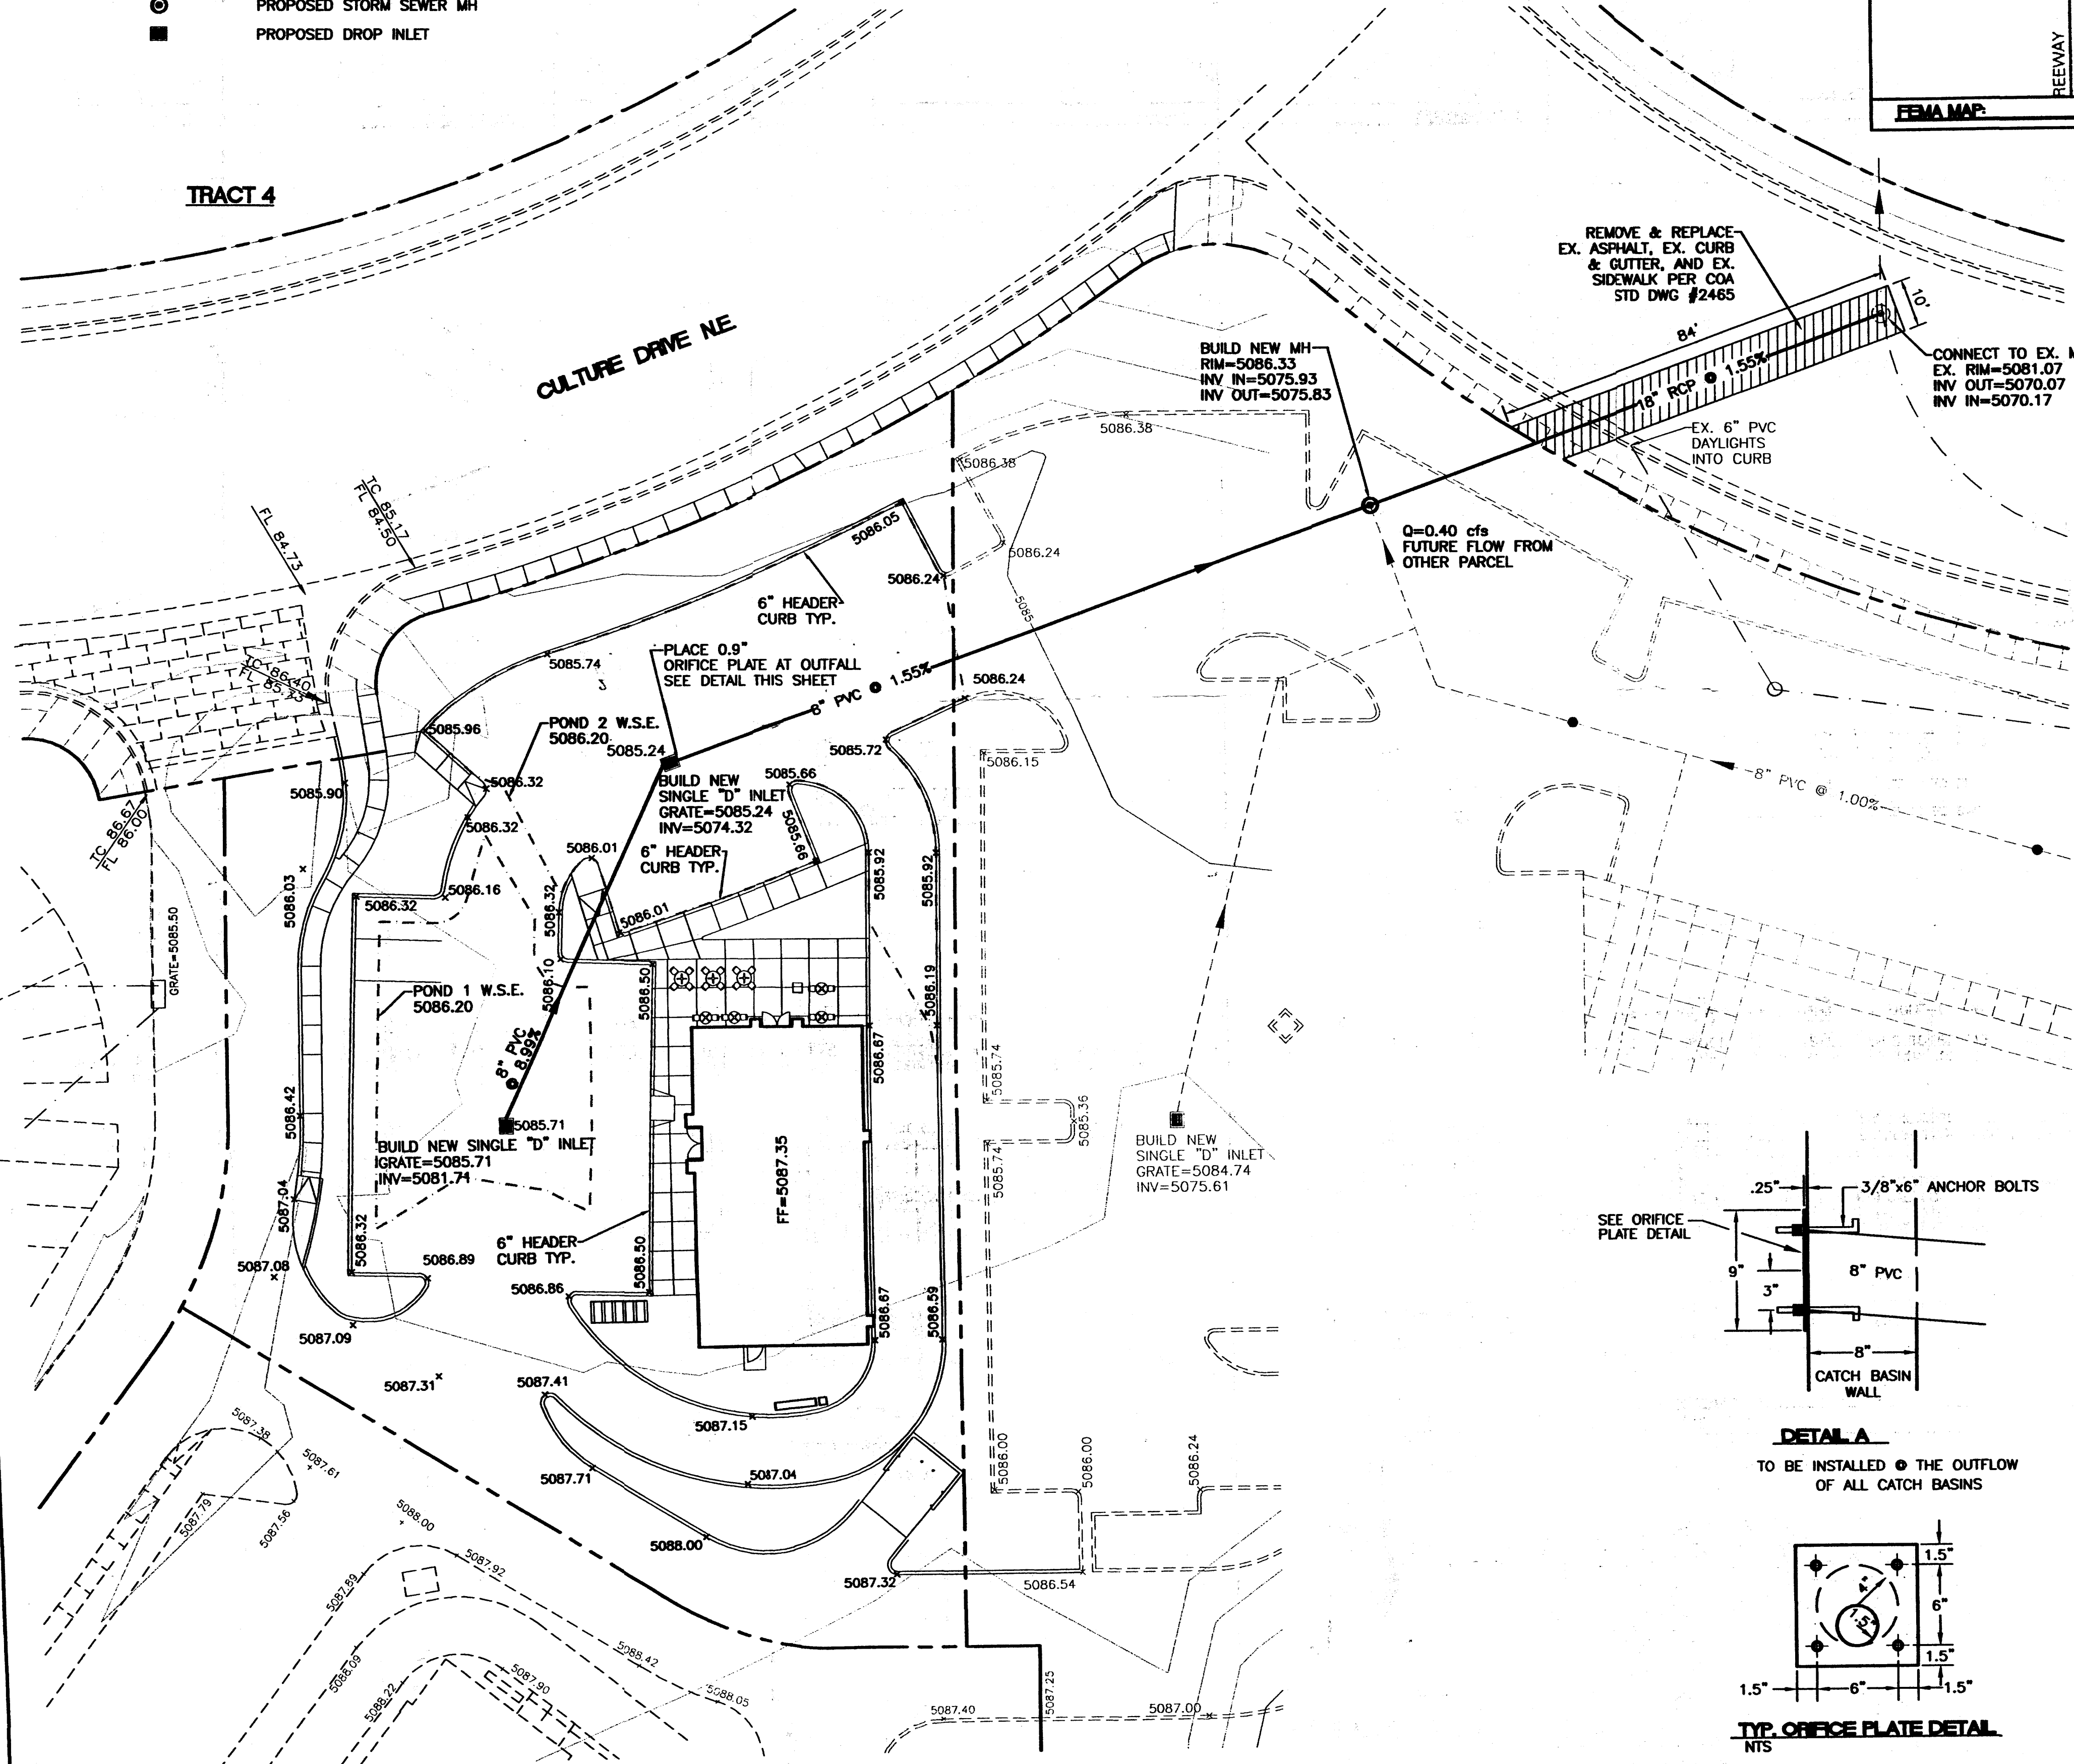 PROPOSED STORM SEWER MH
PROPOSED DROP INLET
REEWAY
FEMA MAP:
TRACT 4
CULTURE DRIVE N.E.
REMOVE & REPLACE
EX. ASPHALT, EX. CURB
& GUTTER, AND EX.
SIDEWALK PER COA
STD DWG #2465
10'
84'
18" RCP @ 1.55%
BUILD NEW MH
RIM=5086.33
INV IN=5075.93
INV OUT=5075.83
CONNECT TO EX. M
EX. RIM=5081.07
INV OUT=5070.07
INV IN=5070.17
EX. 6" PVC
DAYLIGHTS
INTO CURB
5086.38
5086.38
TC 85.17
FL 84.50
FL 84.73
5086.05
5086.24
5086.24
Q=0.40 cfs
FUTURE FLOW FROM
OTHER PARCEL
6" HEADER
CURB TYP.
5085
PLACE 0.9"
ORIFICE PLATE AT OUTFALL
SEE DETAIL THIS SHEET
8" PVC @ 1.55%
5085.74
TC 86.40
FL 85.73
5086.24
POND 2 W.S.E.
5086.20
5085.96
5085.24
5085.72
5086.15
BUILD NEW
SINGLE "D" INLET
GRATE=5085.24
INV=5074.32
5085.66
5085.66
5086.32
5085.90
5086.32
TC 86.67
FL 86.00
8" PVC @ 1.00%
5086.01
6" HEADER
CURB TYP.
5085.92
5085.92
5086.03
5086.32
5086.16
5086.32
5086.01
GRATE=5085.50
5086.10
5086.50
5086.19
POND 1 W.S.E.
5086.20
8" PVC
@ 8.99%
5086.67
5085.74
5086.42
5085.71
BUILD NEW SINGLE "D" INLET
GRATE=5085.71
INV=5081.71
FF=5087.35
5085.36
5085.74
BUILD NEW
SINGLE "D" INLET
GRATE=5084.74
INV=5075.61
5087.04
5086.32
6" HEADER
CURB TYP.
5086.50
5087.08
5086.89
5086.86
5086.67
5086.59
5087.09
5087.31
5087.41
5087.15
5087.38
5087.61
5087.71
5087.04
5086.00
5086.00
5086.24
5087.79
5087.56
5088.00
5088.00
5087.32
5086.54
5087.89
5087.92
5088.09
5088.22
5087.90
5088.42
5088.05
5087.25
5087.40
5087.00
.25"
3/8"x6" ANCHOR BOLTS
SEE ORIFICE
PLATE DETAIL
9"
3"
8" PVC
8"
CATCH BASIN
WALL
DETAIL A
TO BE INSTALLED @ THE OUTFLOW
OF ALL CATCH BASINS
1.5"
4"
6"
1.5"
1.5"
1.5"
6"
1.5"
TYP. ORIFICE PLATE DETAIL
NTS